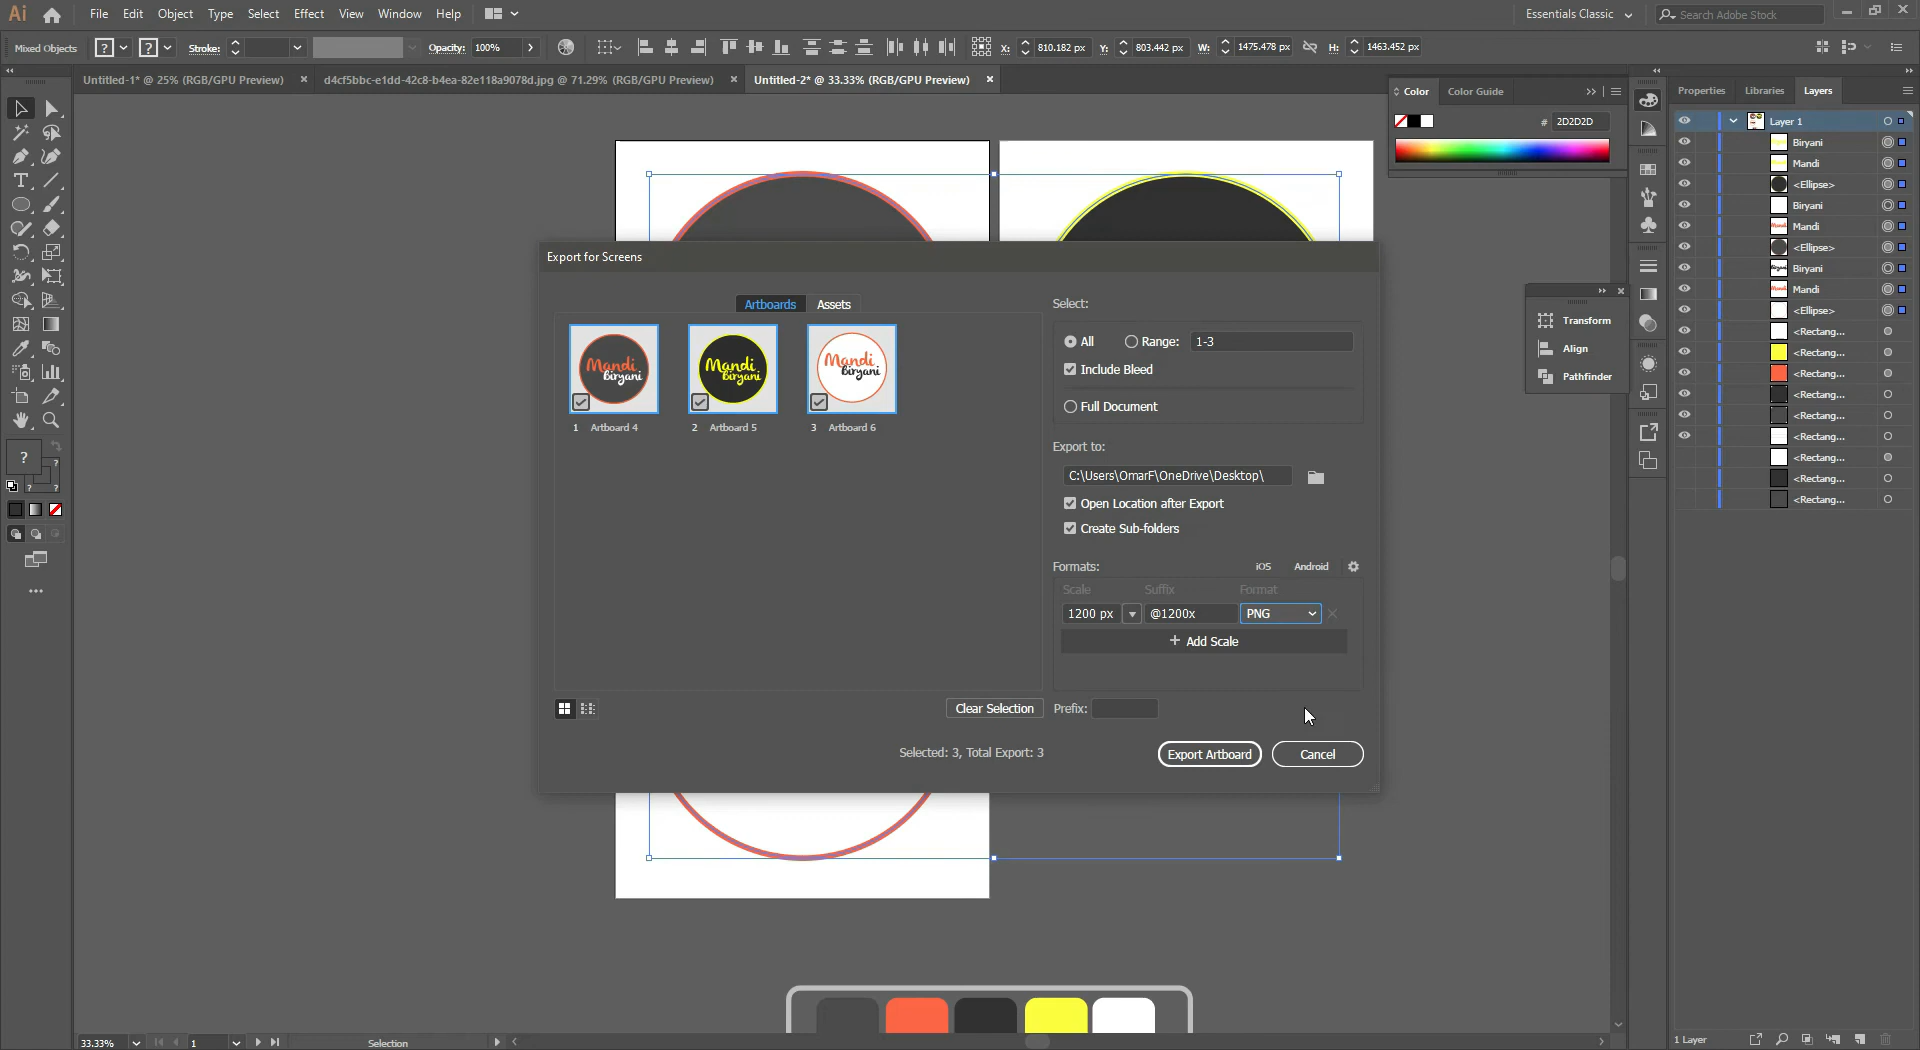 Ai File Edit Object Type Select Effect View Window Help
Essentials Classic
Search Adobe Stock
Mixed Objects ? ? Stroke: Opacity: 100% X: 810.182 px Y: 803.442 px W: 1475.478 px H: 1463.452 px
Untitled-1* @ 25% (RGB/GPU Preview) ×
d4cf5bbc-e1dd-42c8-b4ea-82e118a9078d.jpg @ 71.29% (RGB/GPU Preview) ×
Untitled-2* @ 33.33% (RGB/GPU Preview) ×
Color Color Guide
# 2D2D2D
Properties Libraries Layers
Layer 1
Biryani
Mandi
<Ellipse>
Biryani
Mandi
<Ellipse>
Biryani
Mandi
<Ellipse>
<Rectang...
<Rectang...
<Rectang...
<Rectang...
<Rectang...
<Rectang...
<Rectang...
<Rectang...
<Rectang...
Transform
Align
Pathfinder
Export for Screens
Artboards Assets
Mandi
Biryani
Mandi
Biryani
Mandi
Biryani
1 Artboard 4
2 Artboard 5
3 Artboard 6
Select:
All Range: 1-3
Include Bleed
Full Document
Export to:
C:\Users\OmarF\OneDrive\Desktop\
Open Location after Export
Create Sub-folders
Formats: iOS Android
Scale Suffix Format
1200 px @1200x PNG
+ Add Scale
Clear Selection Prefix:
Selected: 3, Total Export: 3
Export Artboard Cancel
?
33.33% 1 Selection
1 Layer